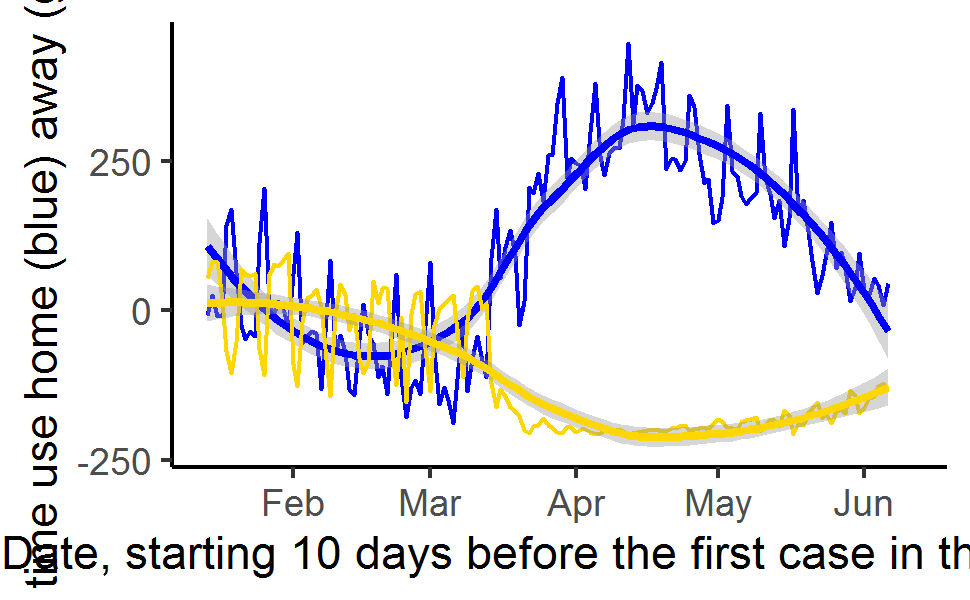 time use home (blue) away (
250
0
-250
Feb Mar Apr May Jun
Date, starting 10 days before the first case in th